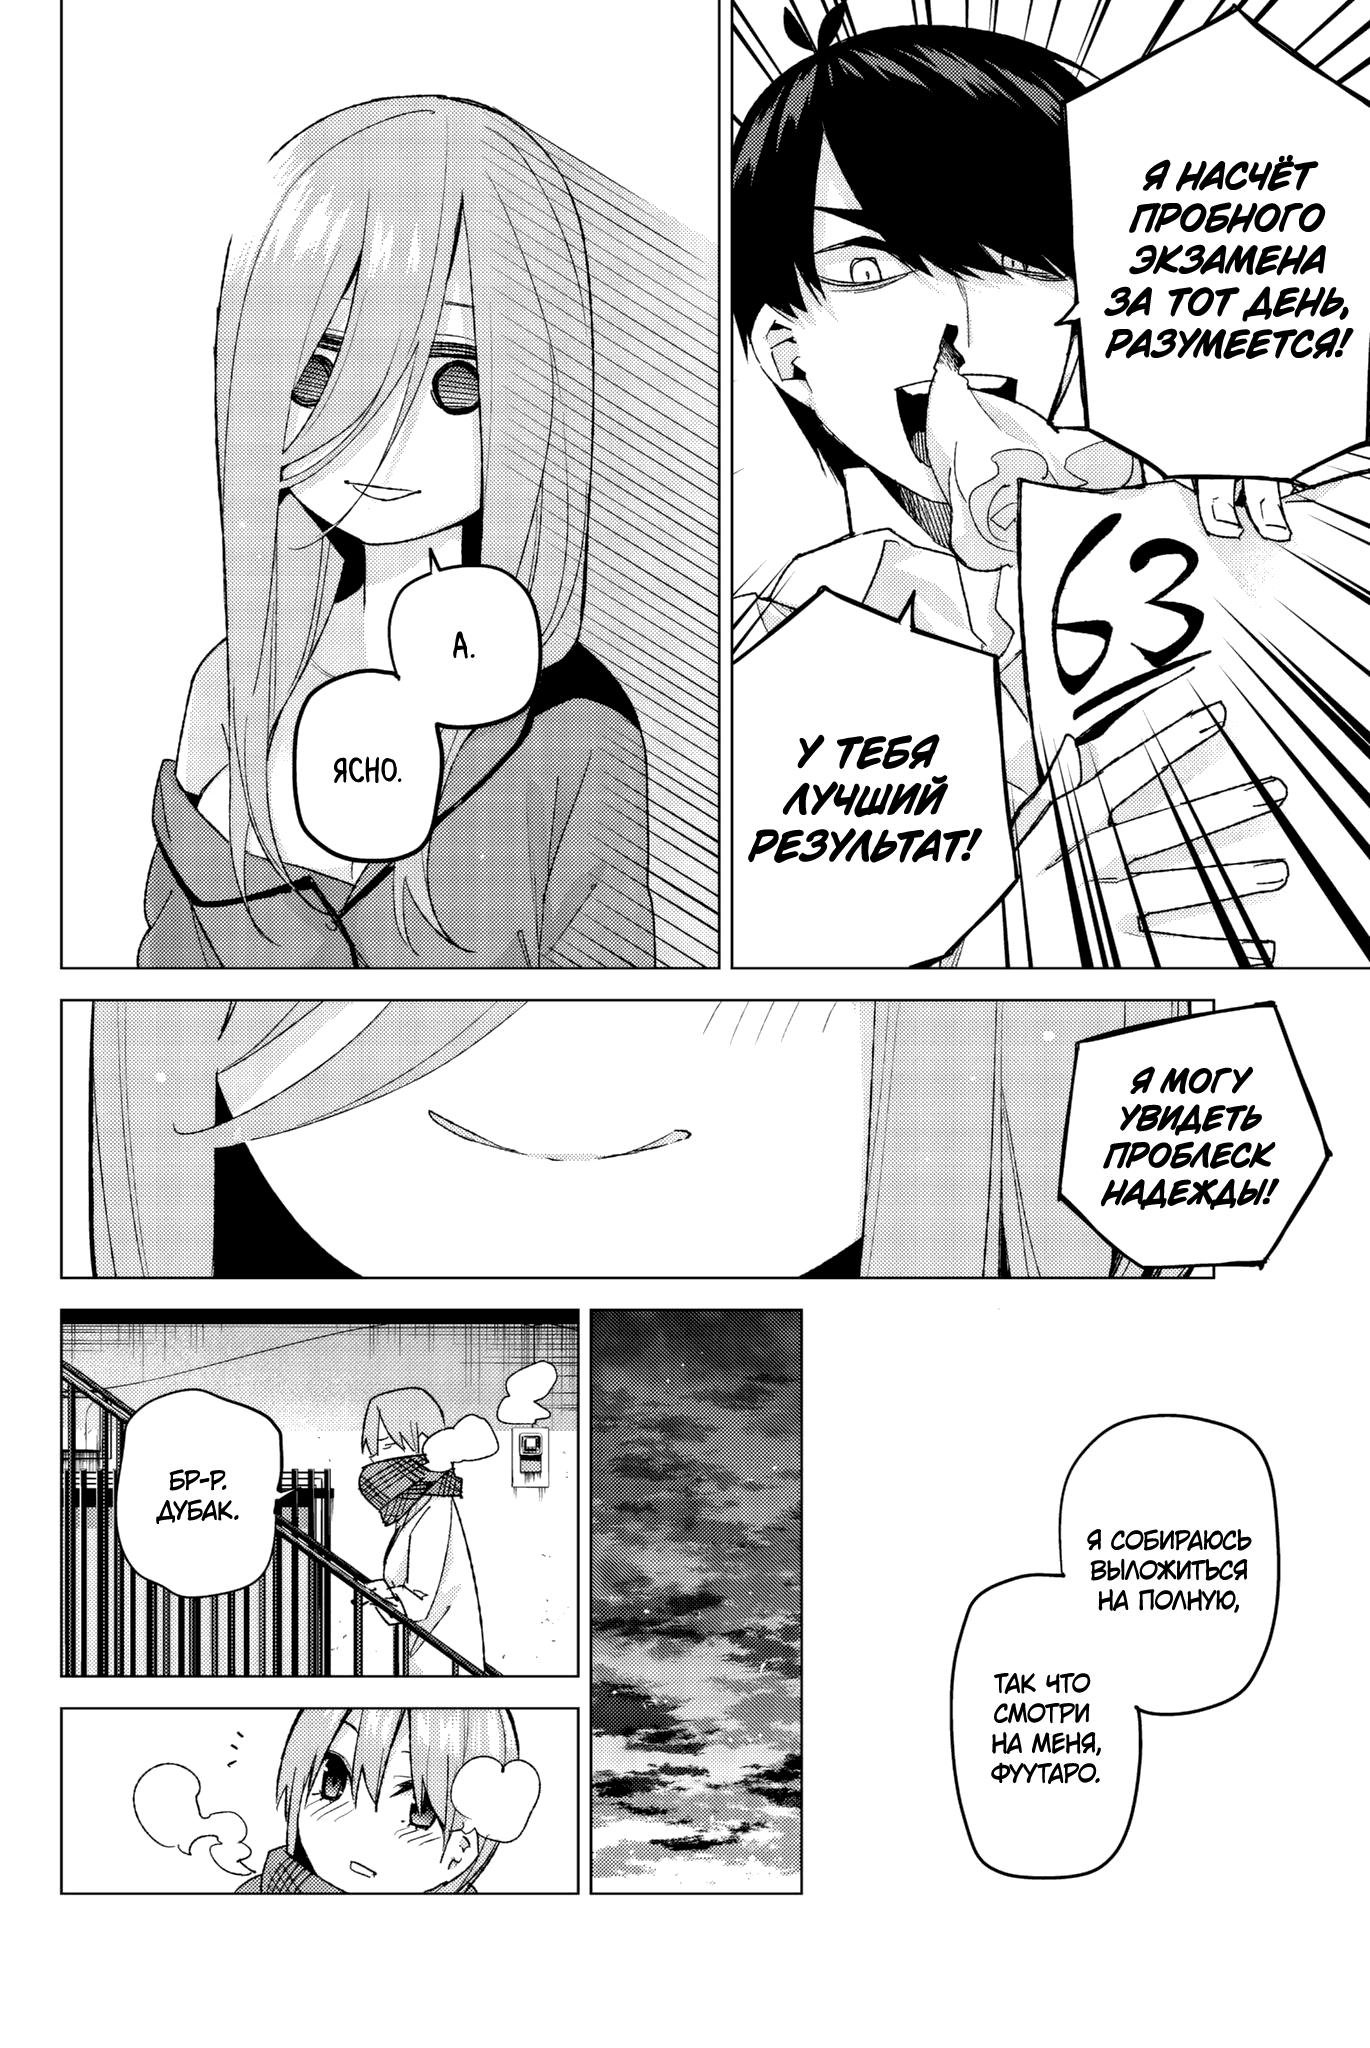 Я НАСЧЁТ
ПРОБНОГО
ЭКЗАМЕНА
ЗА ТОТ ДЕНЬ,
РАЗУМЕЕТСЯ!
63
У ТЕБЯ
ЛУЧШИЙ
РЕЗУЛЬТАТ!
А.
ЯСНО.
Я МОГУ
УВИДЕТЬ
ПРОБЛЕСК
НАДЕЖДЫ!
Я СОБИРАЮСЬ
ВЫЛОЖИТЬСЯ
НА ПОЛНУЮ,
ТАК ЧТО
СМОТРИ
НА МЕНЯ,
ФУУТАРО.
БР-Р.
ДУБАК.